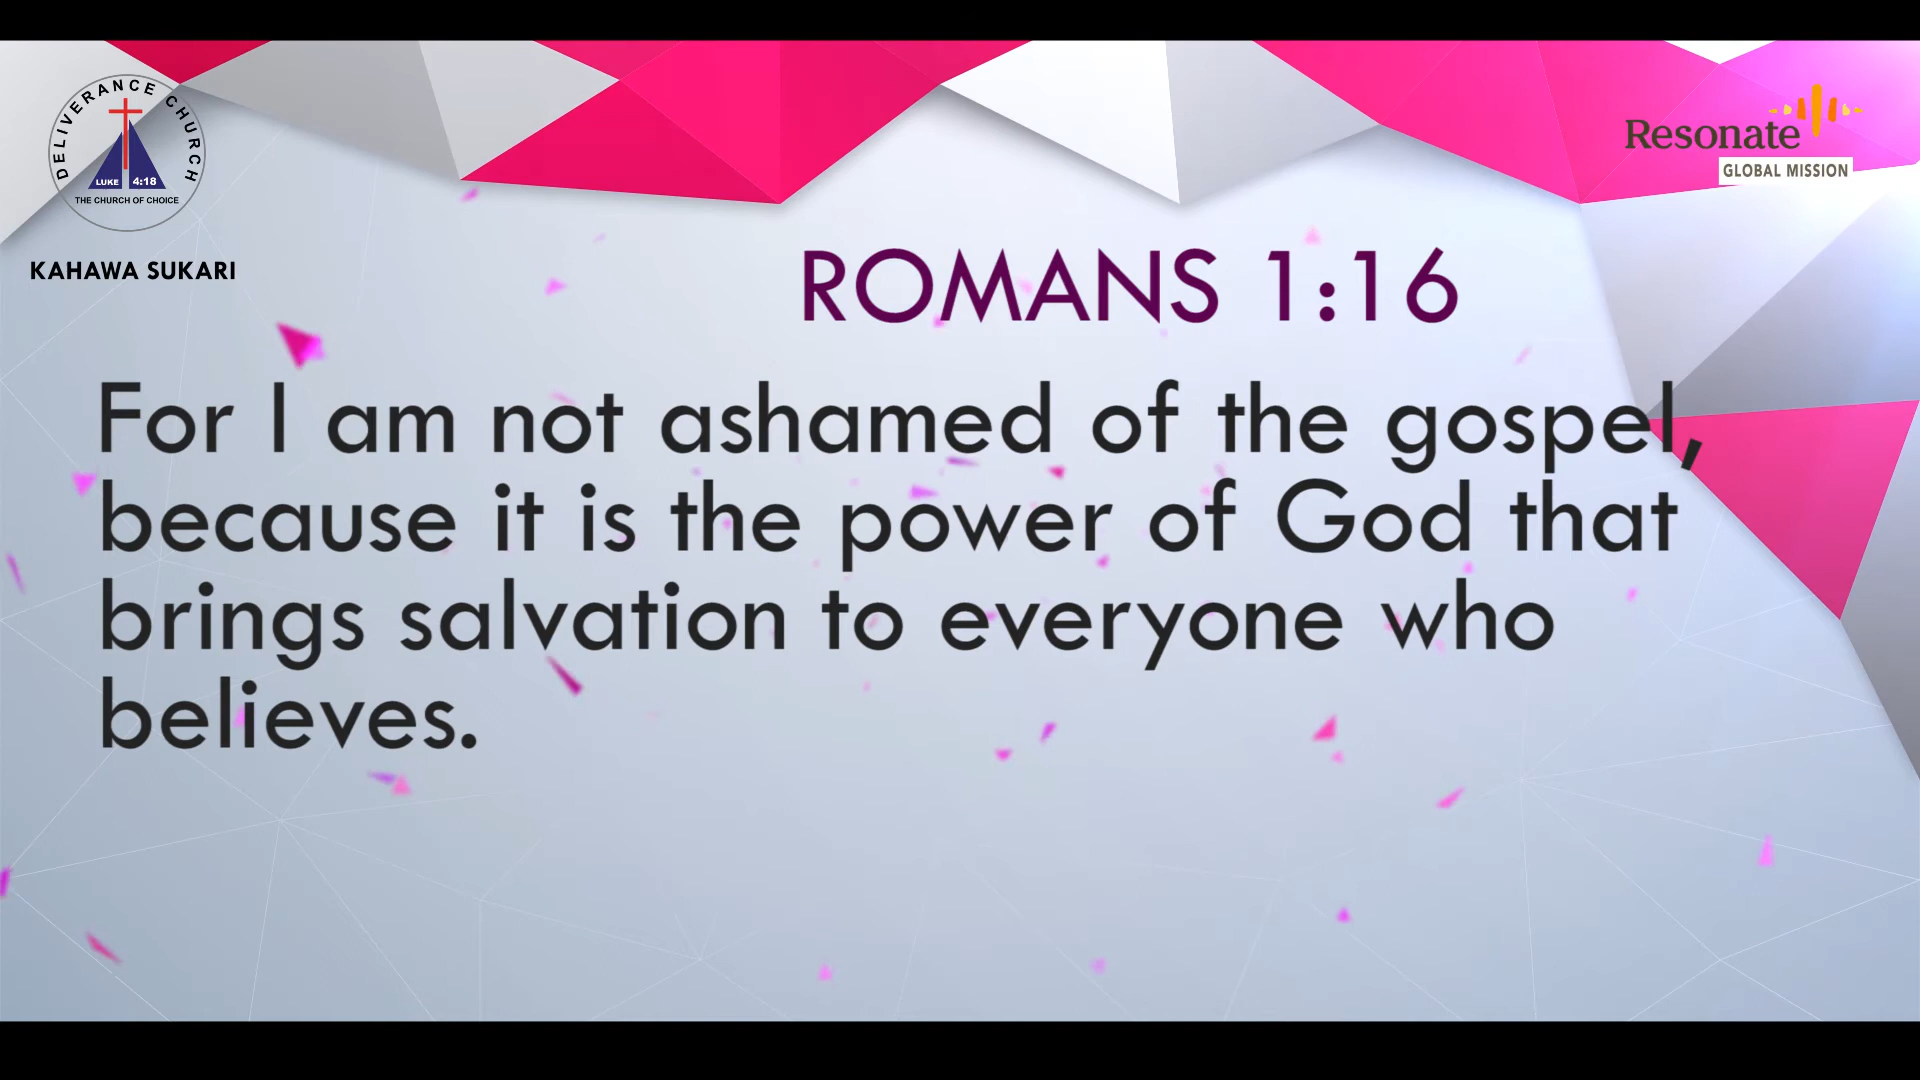 DELIVERANCE CHURCH
LUKE 4:18
THE CHURCH OF CHOICE
KAHAWA SUKARI
Resonate
GLOBAL MISSION
ROMANS 1:16
For I am not ashamed of the gospel,
because it is the power of God that
brings salvation to everyone who
believes.